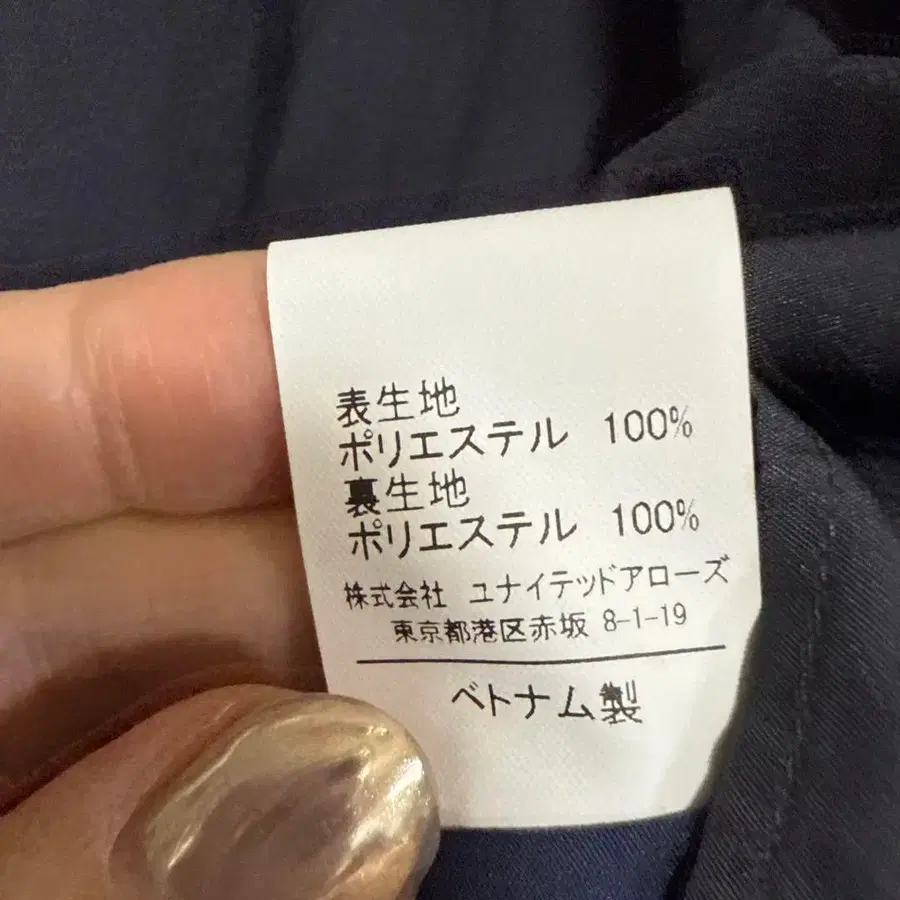 表生地
ポリエステル 100%
裏生地
ポリエステル 100%
株式会社 ユナイテッドアローズ
東京都港区赤坂 8-1-19
ベトナム製